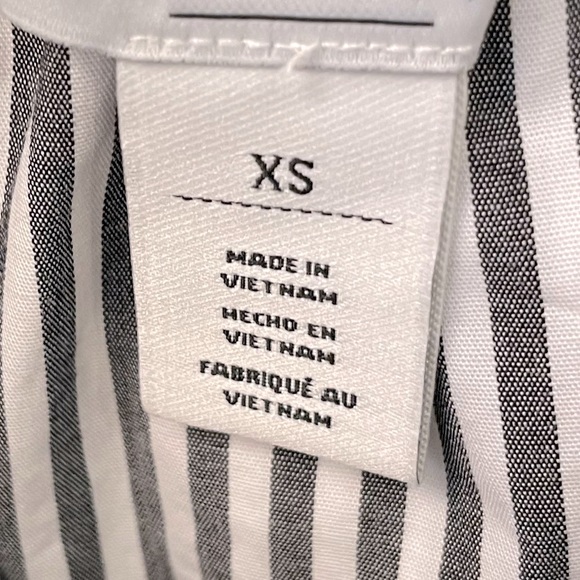 XS
MADE IN
VIETNAM
HECHO EN
VIETNAM
FABRIQUÉ AU
VIETNAM